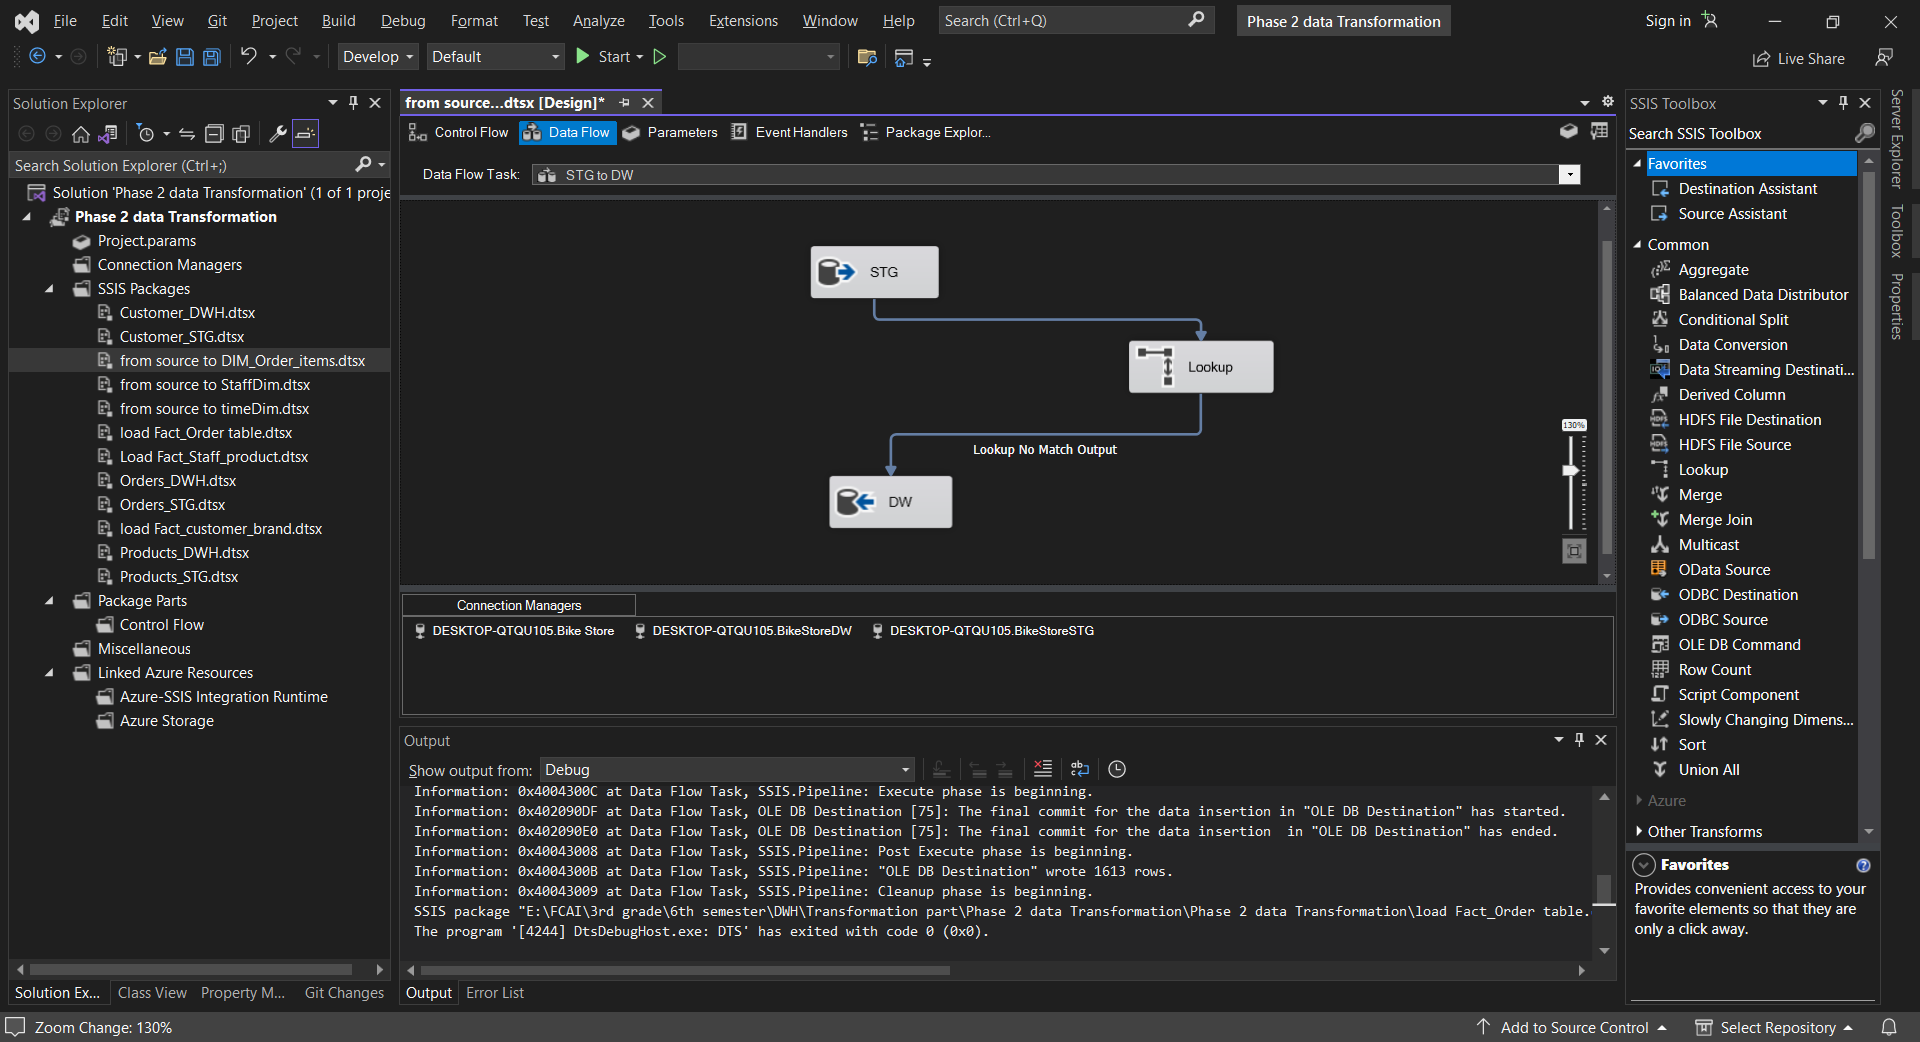 File Edit View Git Project Build Debug Format Test Analyze Tools Extensions Window Help Search (Ctrl+Q) Phase 2 data Transformation Sign in
Develop Default Start Live Share
Solution Explorer
Search Solution Explorer (Ctrl+;)
Solution 'Phase 2 data Transformation' (1 of 1 proje
Phase 2 data Transformation
Project.params
Connection Managers
SSIS Packages
Customer_DWH.dtsx
Customer_STG.dtsx
from source to DIM_Order_items.dtsx
from source to StaffDim.dtsx
from source to timeDim.dtsx
load Fact_Order table.dtsx
Load Fact_Staff_product.dtsx
Orders_DWH.dtsx
Orders_STG.dtsx
load Fact_customer_brand.dtsx
Products_DWH.dtsx
Products_STG.dtsx
Package Parts
Control Flow
Miscellaneous
Linked Azure Resources
Azure-SSIS Integration Runtime
Azure Storage
Solution Ex... Class View Property M... Git Changes
from source...dtsx [Design]*
Control Flow Data Flow Parameters Event Handlers Package Explor...
Data Flow Task: STG to DW
STG
Lookup
Lookup No Match Output
DW
130%
Connection Managers
DESKTOP-QTQU105.Bike Store DESKTOP-QTQU105.BikeStoreDW DESKTOP-QTQU105.BikeStoreSTG
Output
Show output from: Debug
Information: 0x4004300C at Data Flow Task, SSIS.Pipeline: Execute phase is beginning.
Information: 0x402090DF at Data Flow Task, OLE DB Destination [75]: The final commit for the data insertion in "OLE DB Destination" has started.
Information: 0x402090E0 at Data Flow Task, OLE DB Destination [75]: The final commit for the data insertion  in "OLE DB Destination" has ended.
Information: 0x40043008 at Data Flow Task, SSIS.Pipeline: Post Execute phase is beginning.
Information: 0x4004300B at Data Flow Task, SSIS.Pipeline: "OLE DB Destination" wrote 1613 rows.
Information: 0x40043009 at Data Flow Task, SSIS.Pipeline: Cleanup phase is beginning.
SSIS package "E:\FCAI\3rd grade\6th semester\DWH\Transformation part\Phase 2 data Transformation\Phase 2 data Transformation\load Fact_Order table.
The program '[4244] DtsDebugHost.exe: DTS' has exited with code 0 (0x0).
Output Error List
SSIS Toolbox
Search SSIS Toolbox
Favorites
Destination Assistant
Source Assistant
Common
Aggregate
Balanced Data Distributor
Conditional Split
Data Conversion
Data Streaming Destinati...
Derived Column
HDFS File Destination
HDFS File Source
Lookup
Merge
Merge Join
Multicast
OData Source
ODBC Destination
ODBC Source
OLE DB Command
Row Count
Script Component
Slowly Changing Dimens...
Sort
Union All
Azure
Other Transforms
Favorites
Provides convenient access to your
favorite elements so that they are
only a click away.
Server Explorer
Toolbox
Properties
Zoom Change: 130% Add to Source Control Select Repository